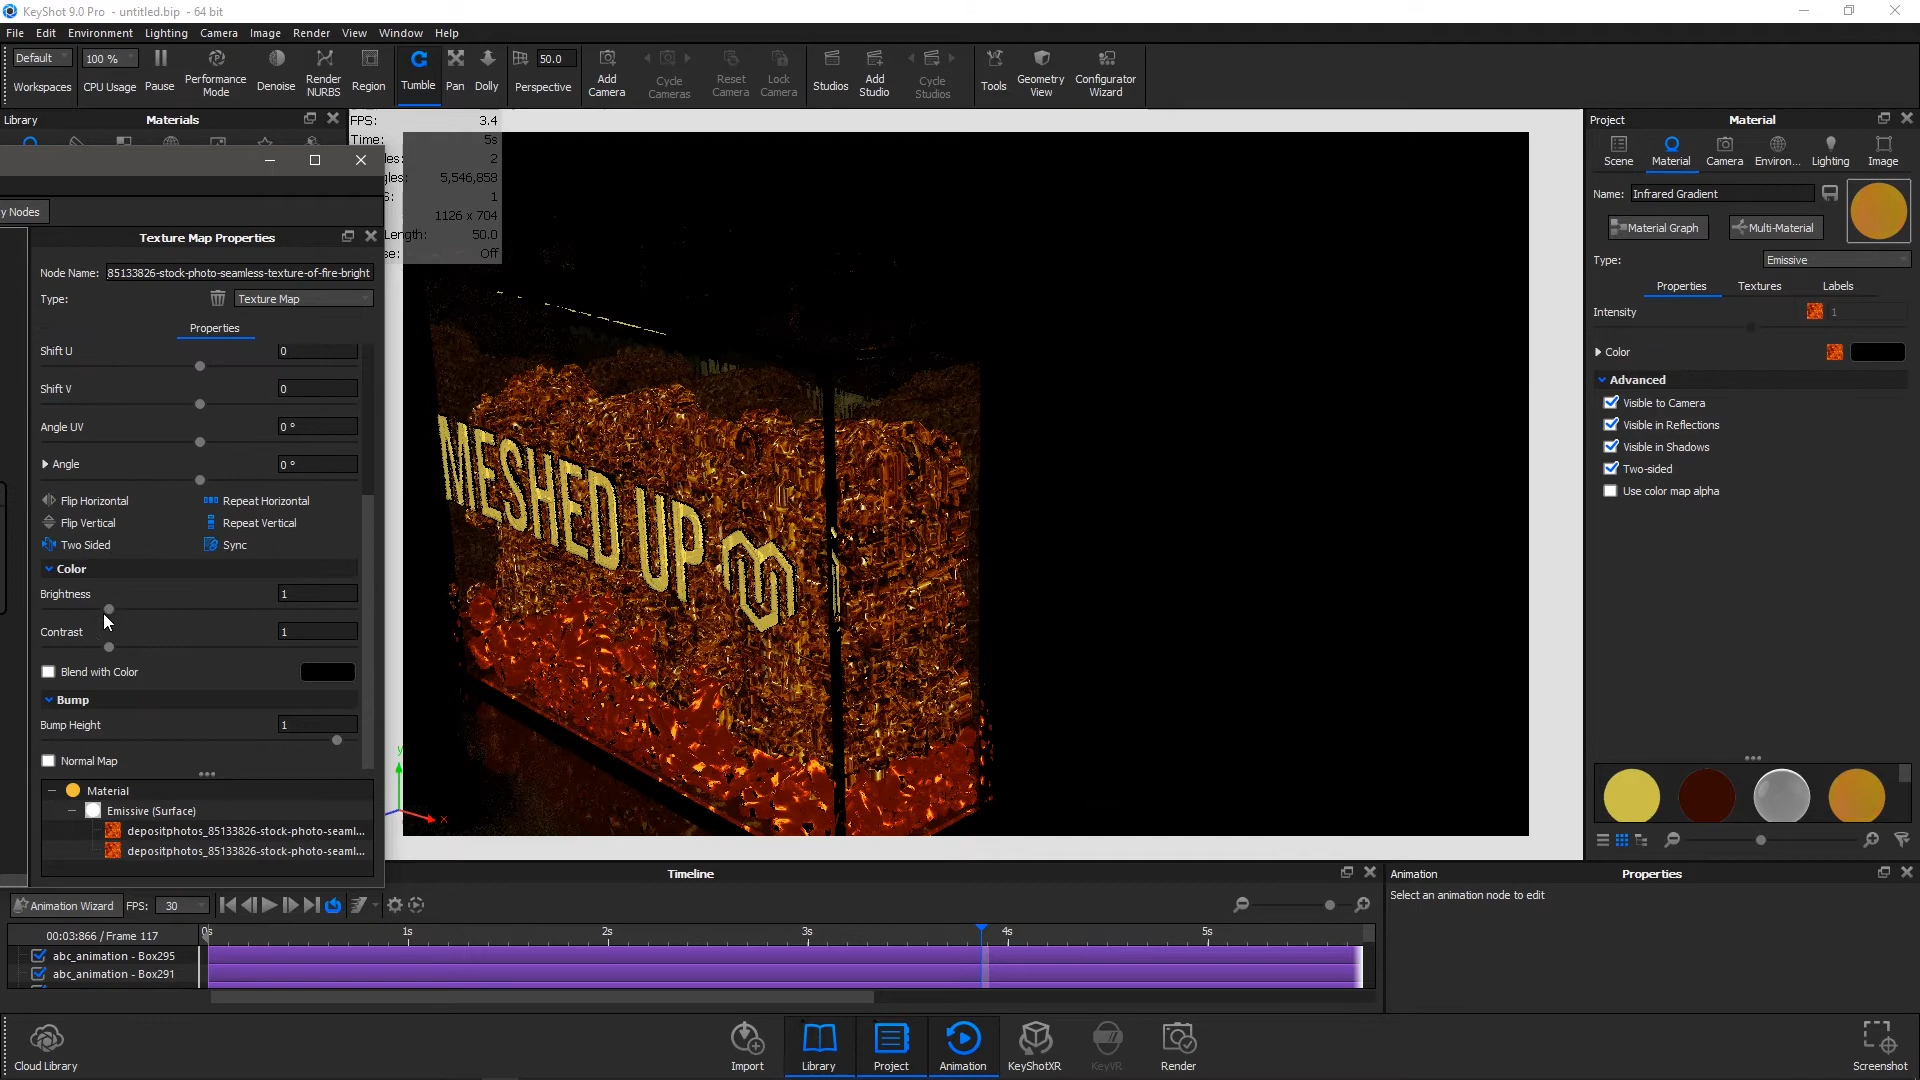 KeyShot 9.0 Pro - untitled.bip - 64 bit
File Edit Environment Lighting Camera Image Render View Window Help
Default 100 % 50.0
Workspaces CPU Usage Pause Performance Mode Denoise Render NURBS Region Tumble Pan Dolly Perspective Add Camera Cycle Cameras Reset Camera Lock Camera Studios Add Studio Cycle Studios Tools Geometry View Configurator Wizard
Library Materials
y Nodes
Texture Map Properties
Node Name: 85133826-stock-photo-seamless-texture-of-fire-bright
Type: Texture Map
Properties
Shift U 0
Shift V 0
Angle UV 0 °
Angle 0 °
Flip Horizontal Repeat Horizontal
Flip Vertical Repeat Vertical
Two Sided Sync
Color
Brightness 1
Contrast 1
Blend with Color
Bump
Bump Height 1
Normal Map
Material
Emissive (Surface)
depositphotos_85133826-stock-photo-seaml...
depositphotos_85133826-stock-photo-seaml...
FPS: 3.4
Time: 5s
les: 2
gles: 5,546,858
S: 1
1126 x 704
Length: 50.0
se: Off
MESHED UP
y
x
Project Material
Scene Material Camera Environ... Lighting Image
Name: Infrared Gradient
Material Graph Multi-Material
Type: Emissive
Properties Textures Labels
Intensity 1
Color
Advanced
Visible to Camera
Visible in Reflections
Visible in Shadows
Two-sided
Use color map alpha
Timeline
Animation Wizard FPS: 30
00:03:866 / Frame 117 0s 1s 2s 3s 4s 5s
abc_animation - Box295
abc_animation - Box291
Animation Properties
Select an animation node to edit
Cloud Library Import Library Project Animation KeyShotXR KeyVR Render Screenshot